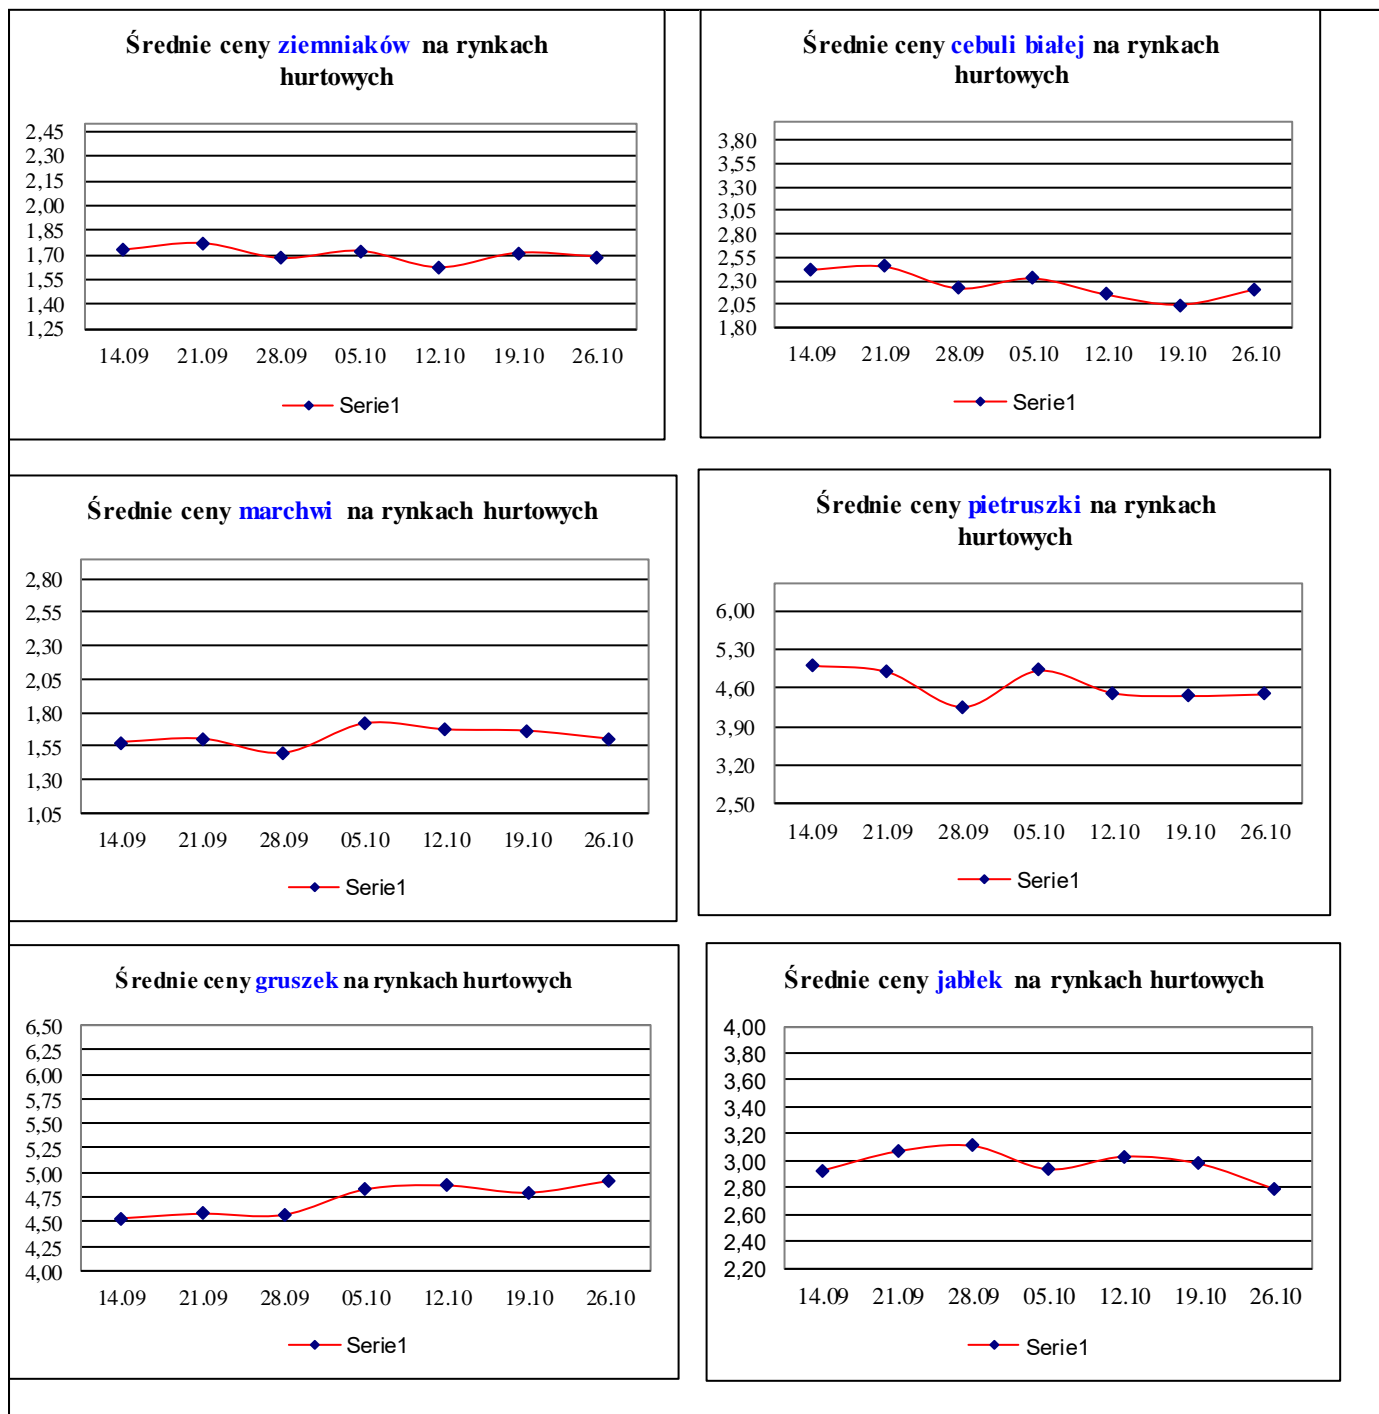 Średnie ceny ziemniaków na rynkach
hurtowych
2,45
2,30
2,15
2,00
1,85
1,70
1,55
1,40
1,25
14.09 21.09 28.09 05.10 12.10 19.10 26.10
Serie1
Średnie ceny cebuli białej na rynkach
hurtowych
3,80
3,55
3,30
3,05
2,80
2,55
2,30
2,05
1,80
14.09 21.09 28.09 05.10 12.10 19.10 26.10
Serie1
Średnie ceny marchwi na rynkach hurtowych
2,80
2,55
2,30
2,05
1,80
1,55
1,30
1,05
14.09 21.09 28.09 05.10 12.10 19.10 26.10
Serie1
Średnie ceny pietruszki na rynkach
hurtowych
6,00
5,30
4,60
3,90
3,20
2,50
14.09 21.09 28.09 05.10 12.10 19.10 26.10
Serie1
Średnie ceny gruszek na rynkach hurtowych
6,50
6,25
6,00
5,75
5,50
5,25
5,00
4,75
4,50
4,25
4,00
14.09 21.09 28.09 05.10 12.10 19.10 26.10
Serie1
Średnie ceny jabłek na rynkach hurtowych
4,00
3,80
3,60
3,40
3,20
3,00
2,80
2,60
2,40
2,20
14.09 21.09 28.09 05.10 12.10 19.10 26.10
Serie1